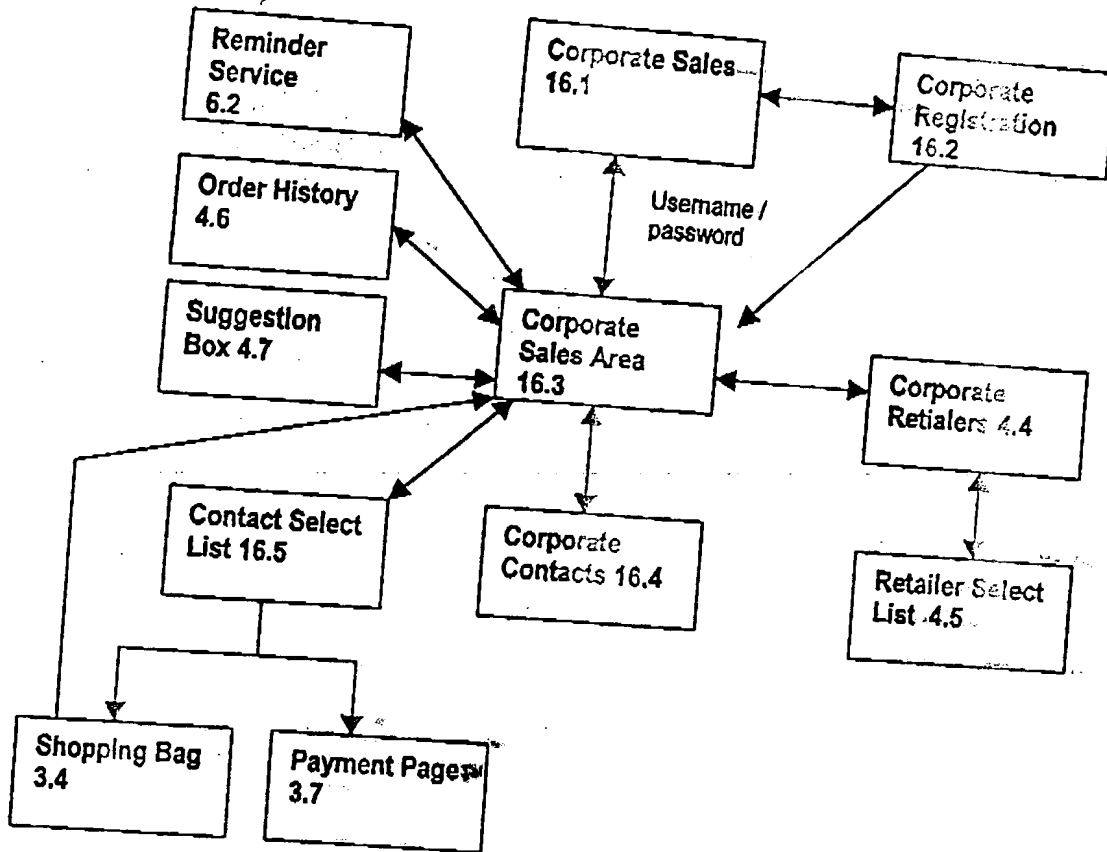 Reminder
Service
6.2
Corporate Sales
16.1
Corporate
Registration
16.2
Order History
4.6
Username /
password
Suggestion
Box 4.7
Corporate
Sales Area
16.3
Corporate
Retialers 4.4
Contact Select
List 16.5
Corporate
Contacts 16.4
Retailer Select
List 4.5
Shopping Bag
3.4
Payment Pages
3.7